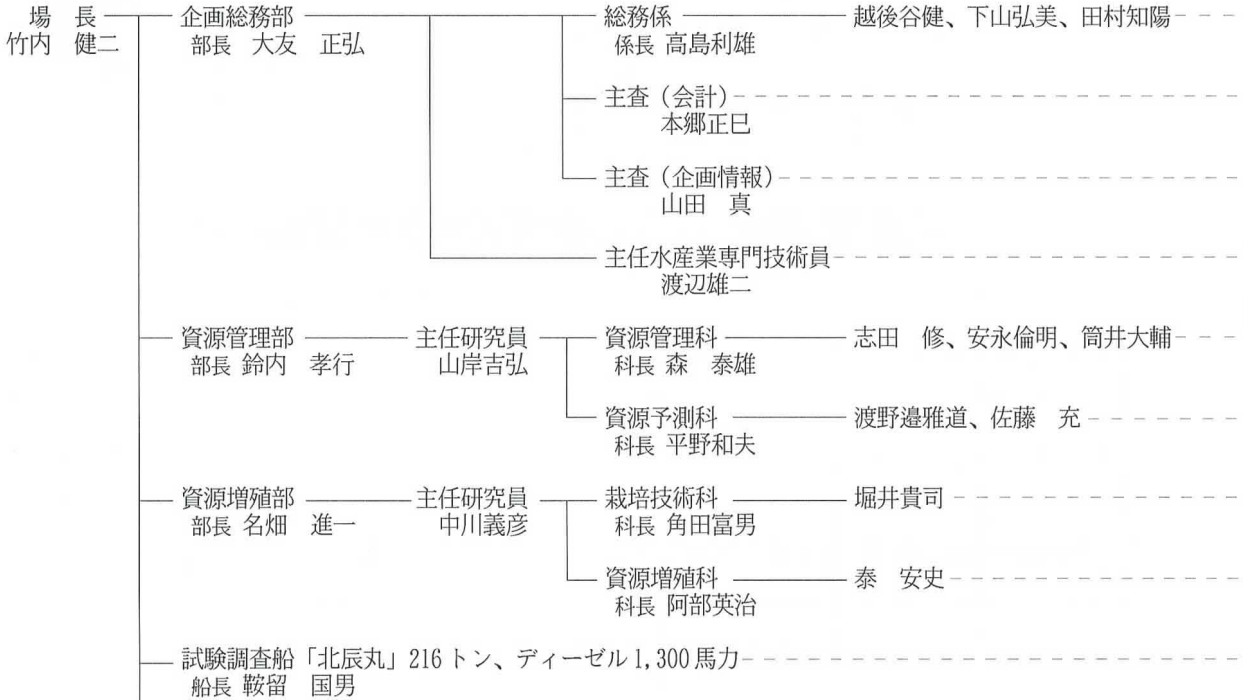 場　長　企画総務部　総務係　越後谷健、下山弘美、田村知陽
竹内　健二　部長　大友　正弘　係長　高島利雄
主査（会計）
本郷正巳
主査（企画情報）
山田　真
主任水産業専門技術員
渡辺雄二
資源管理部　主任研究員　資源管理科　志田　修、安永倫明、筒井大輔
部長　鈴内　孝行　山岸吉弘　科長　森　泰雄
資源予測科　渡野邉雅道、佐藤　充
科長　平野和夫
資源増殖部　主任研究員　栽培技術科　堀井貴司
部長　名畑　進一　中川義彦　科長　角田富男
資源増殖科　泰　安史
科長　阿部英治
試験調査船「北辰丸」216トン、ディーゼル1,300馬力
船長　鞍留　国男